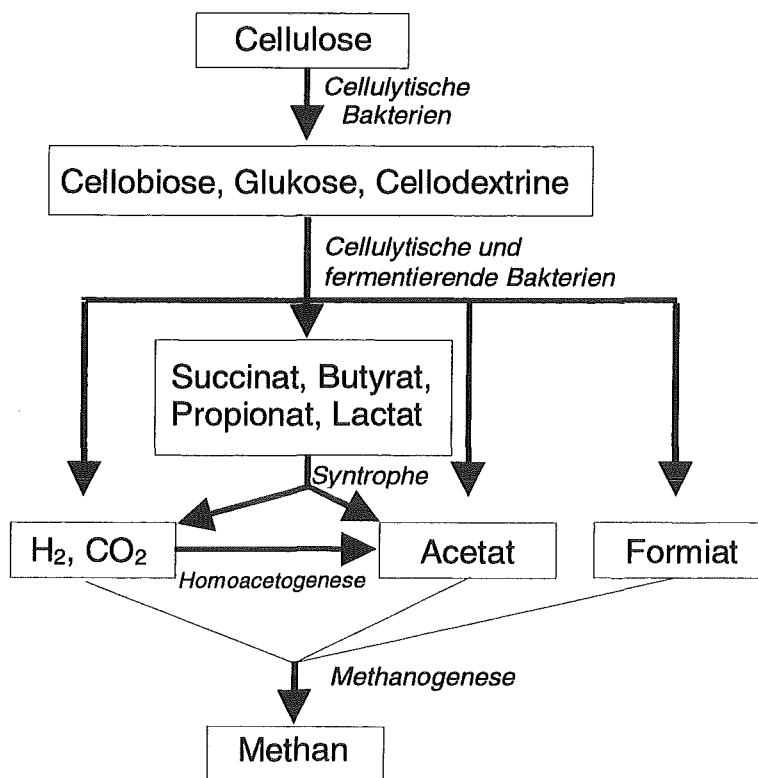 Cellulose
Cellulytische
Bakterien
Cellobiose, Glukose, Cellodextrine
Cellulytische und
fermentierende Bakterien
Succinat, Butyrat,
Propionat, Lactat
Syntrophe
H₂, CO₂
Acetat
Formiat
Homoacetogenese
Methanogenese
Methan